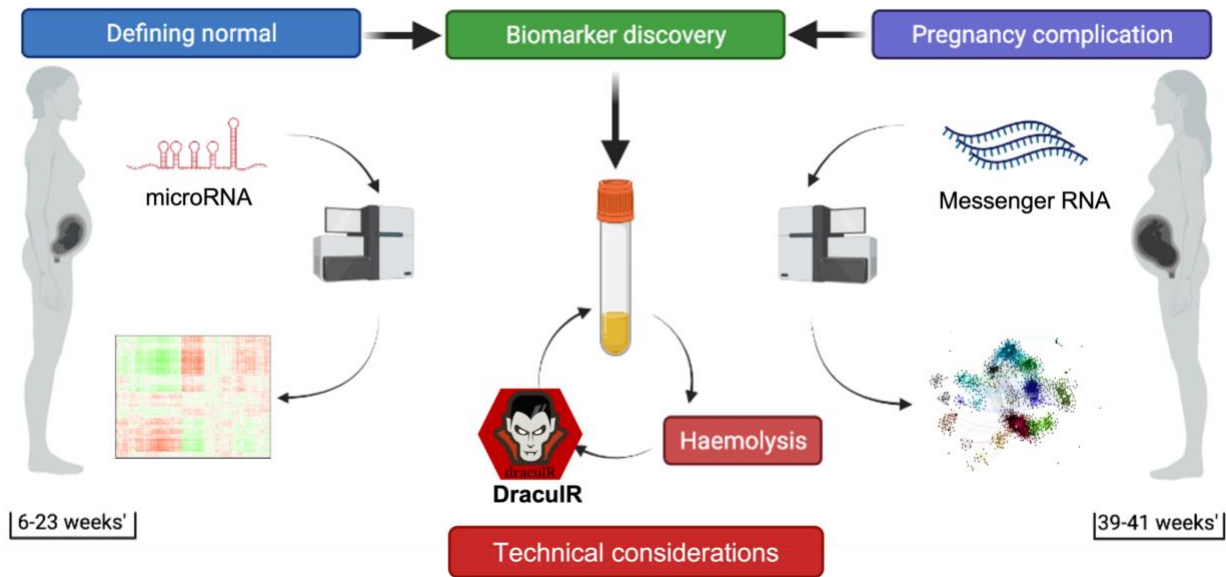 Defining normal
Biomarker discovery
Pregnancy complication
microRNA
Messenger RNA
Haemolysis
draculR
DraculR
6-23 weeks'
39-41 weeks'
Technical considerations